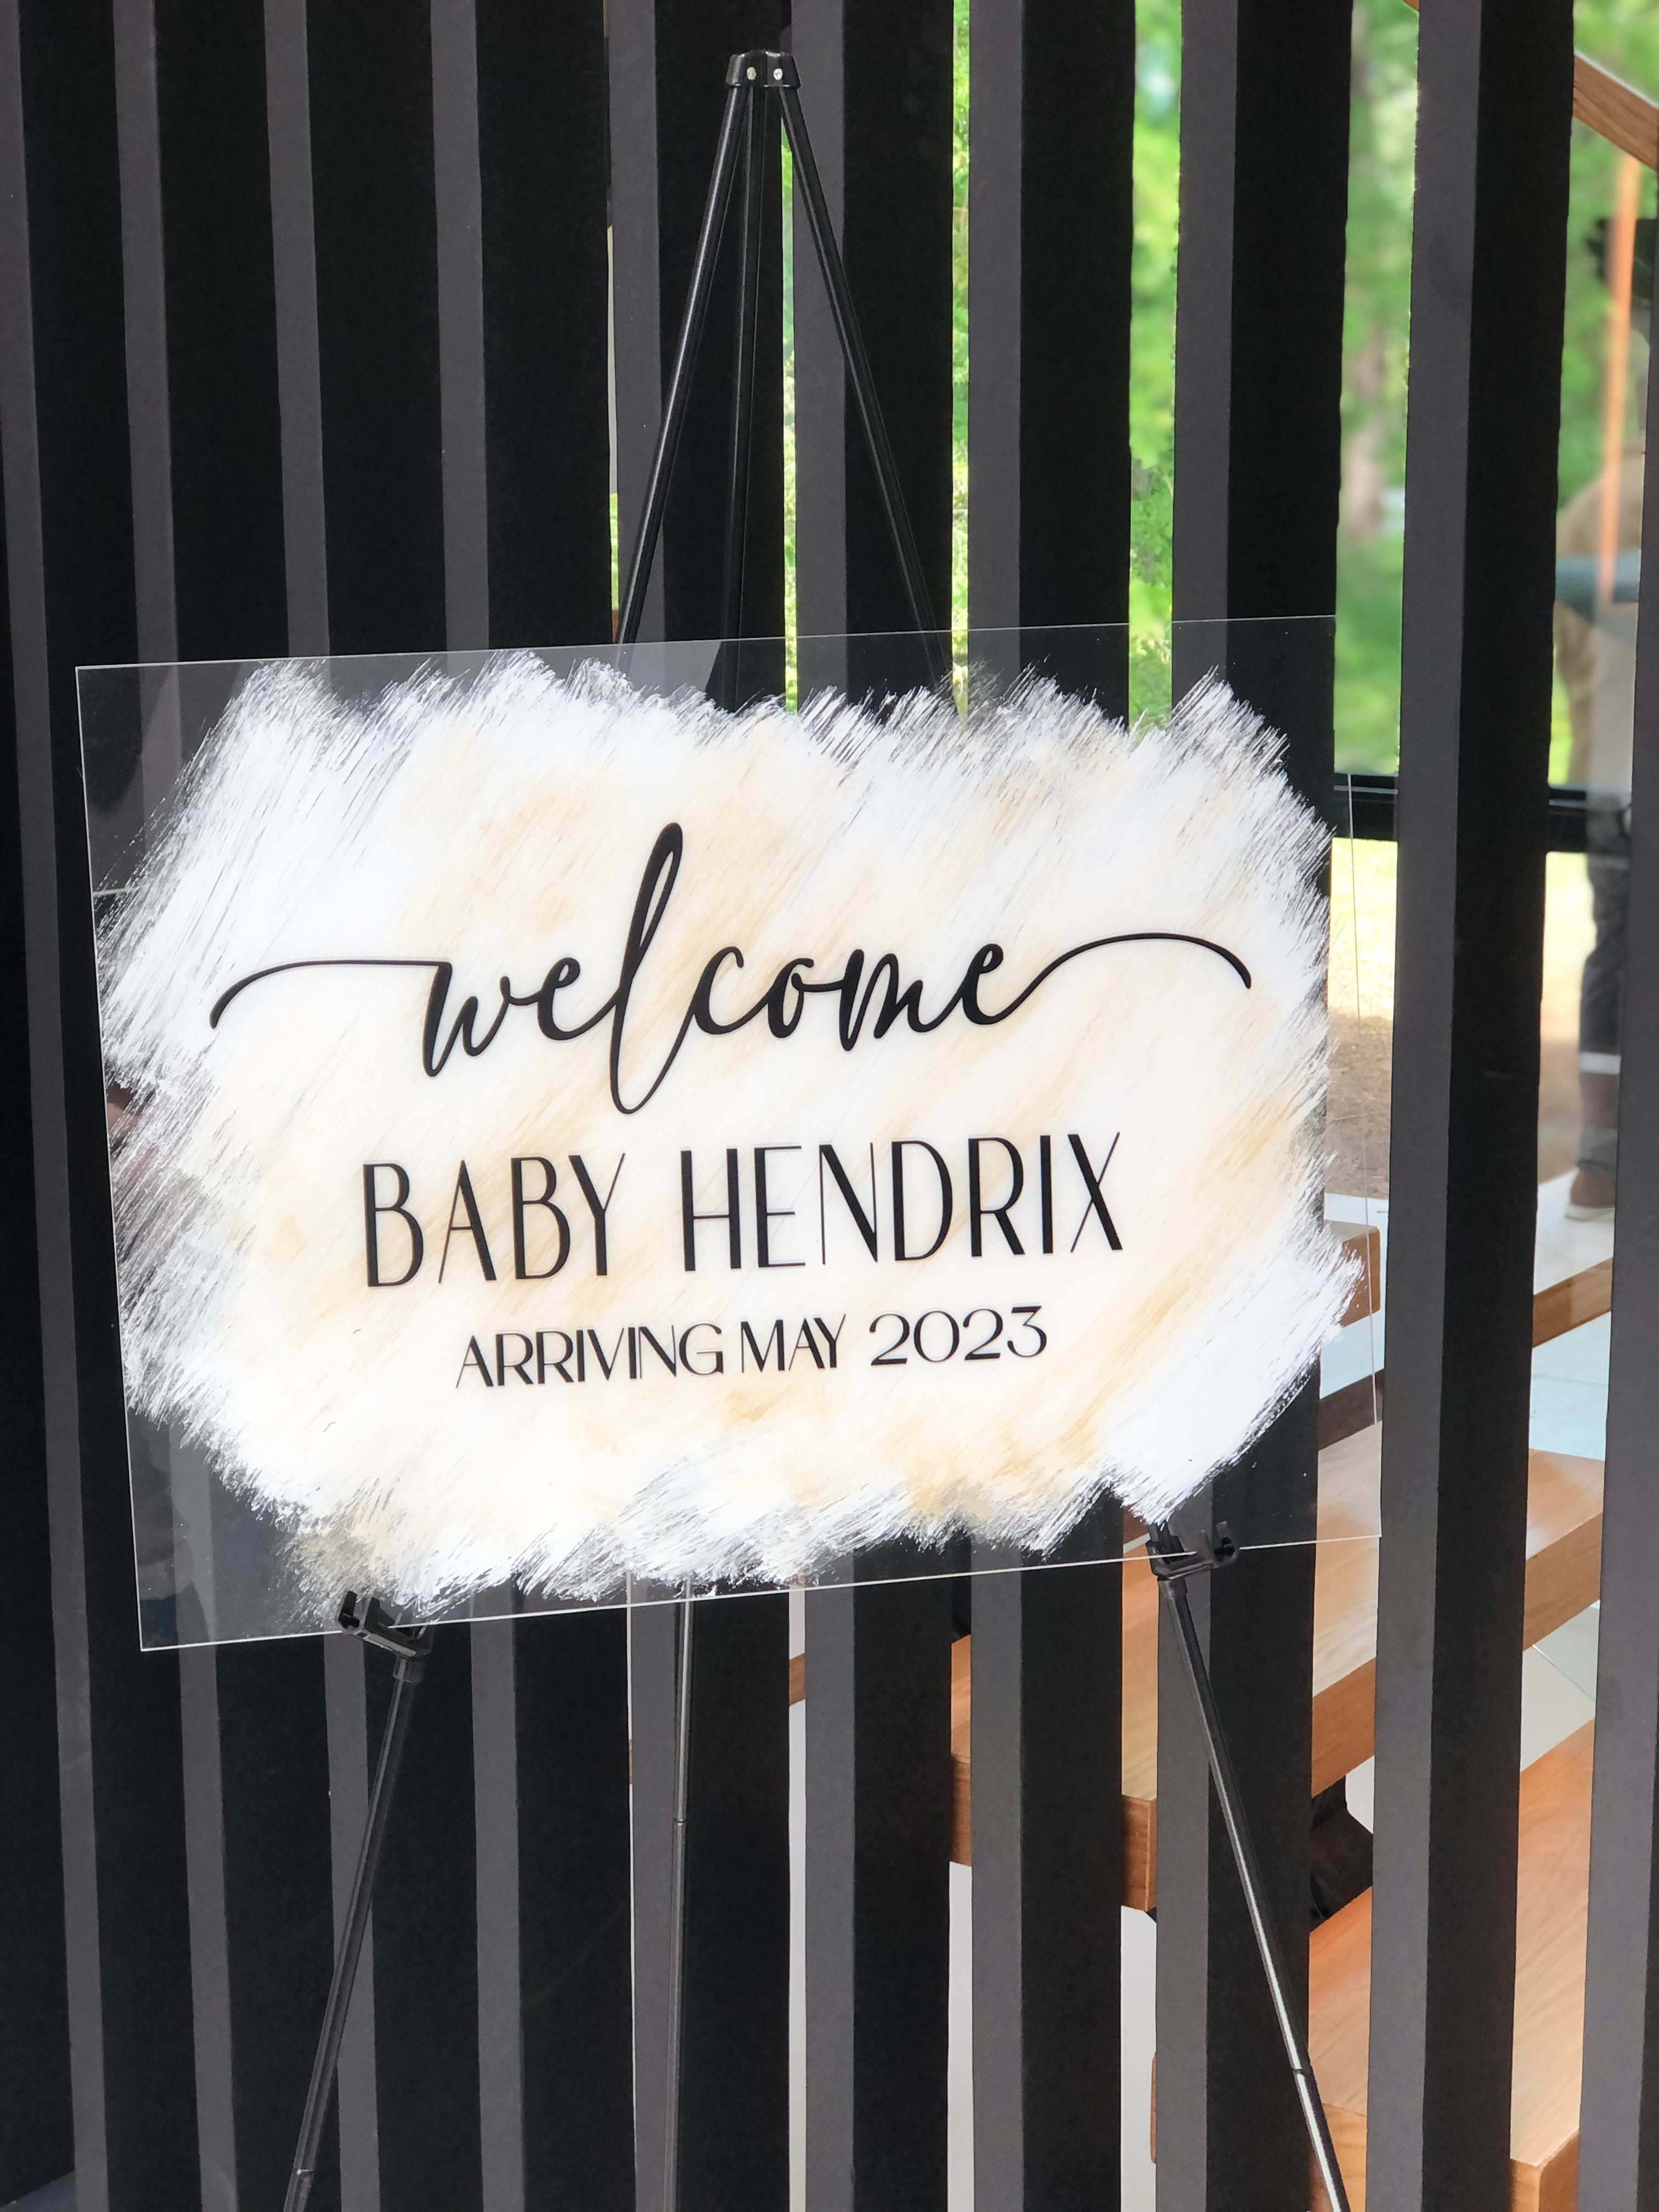 welcome
BABY HENDRIX
ARRIVING MAY 2023